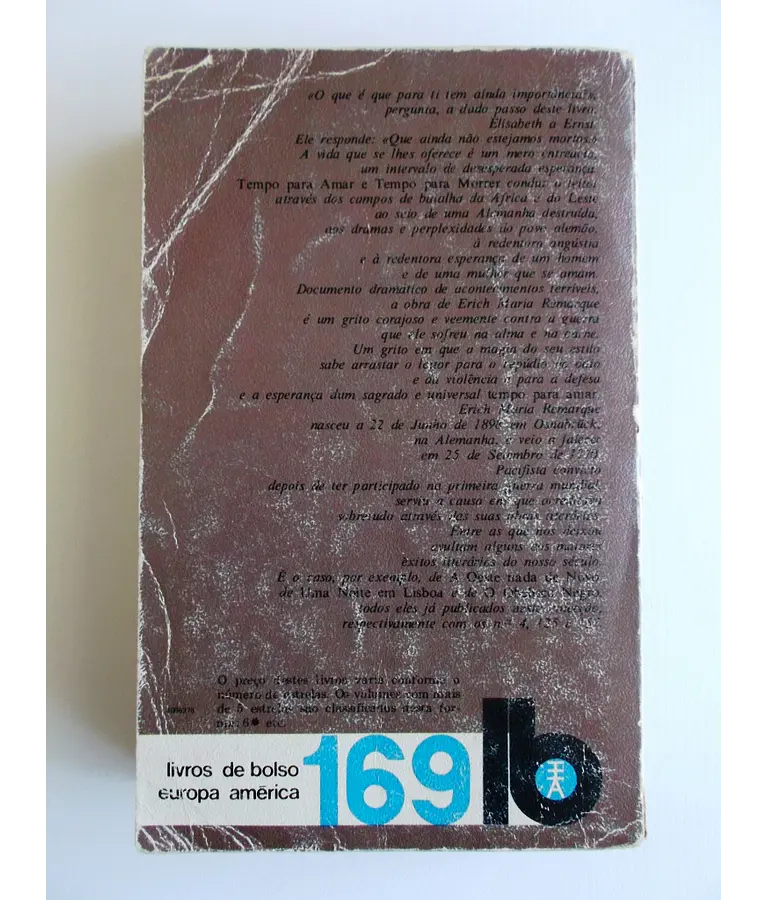 «O que é que para ti tem ainda importância?»,
pergunta, a dado passo deste livro,
Elisabeth a Ernst.
Ele responde: «Que ainda não estejamos mortos.»
A vida que se lhes oferece é um mero entreacto,
um intervalo de desesperada esperança.
Tempo para Amar e Tempo para Morrer conduz o leitor
através dos campos de batalha da África e do Leste
ao seio de uma Alemanha destruída,
aos dramas e perplexidades do povo alemão,
à redentora angústia
e à redentora esperança de um homem
e de uma mulher que se amam.
Documento dramático de acontecimentos terríveis,
a obra de Erich Maria Remarque
é um grito corajoso e veemente contra a guerra
que ele sofreu na alma e na carne.
Um grito em que a magia do seu estilo
sabe arrastar o leitor para o repúdio do ódio
e da violência e para a defesa
e a esperança dum sagrado e universal tempo para amar.
Erich Maria Remarque
nasceu a 22 de Junho de 1898 em Osnabrück,
na Alemanha, e veio a falecer
em 25 de Setembro de
Pacifista convicto
depois de ter participado na primeira guerra mundial,
serviu a causa em que acreditava
sobretudo através das suas obras literárias.
Entre as que nos deixou
avultam alguns dos maiores
êxitos literários do nosso século.
É o caso, por exemplo, de A Oeste nada de Novo,
de Uma Noite em Lisboa e de O Obelisco Negro,
todos eles já publicados nesta
respectivamente com os n.os 4, 125 e
O preço destes livros varia conforme o
número de estrelas. Os volumes com mais
de 5 estrelas são classificados desta for-
ma: 6● etc.
livros de bolso
europa américa
169
lb